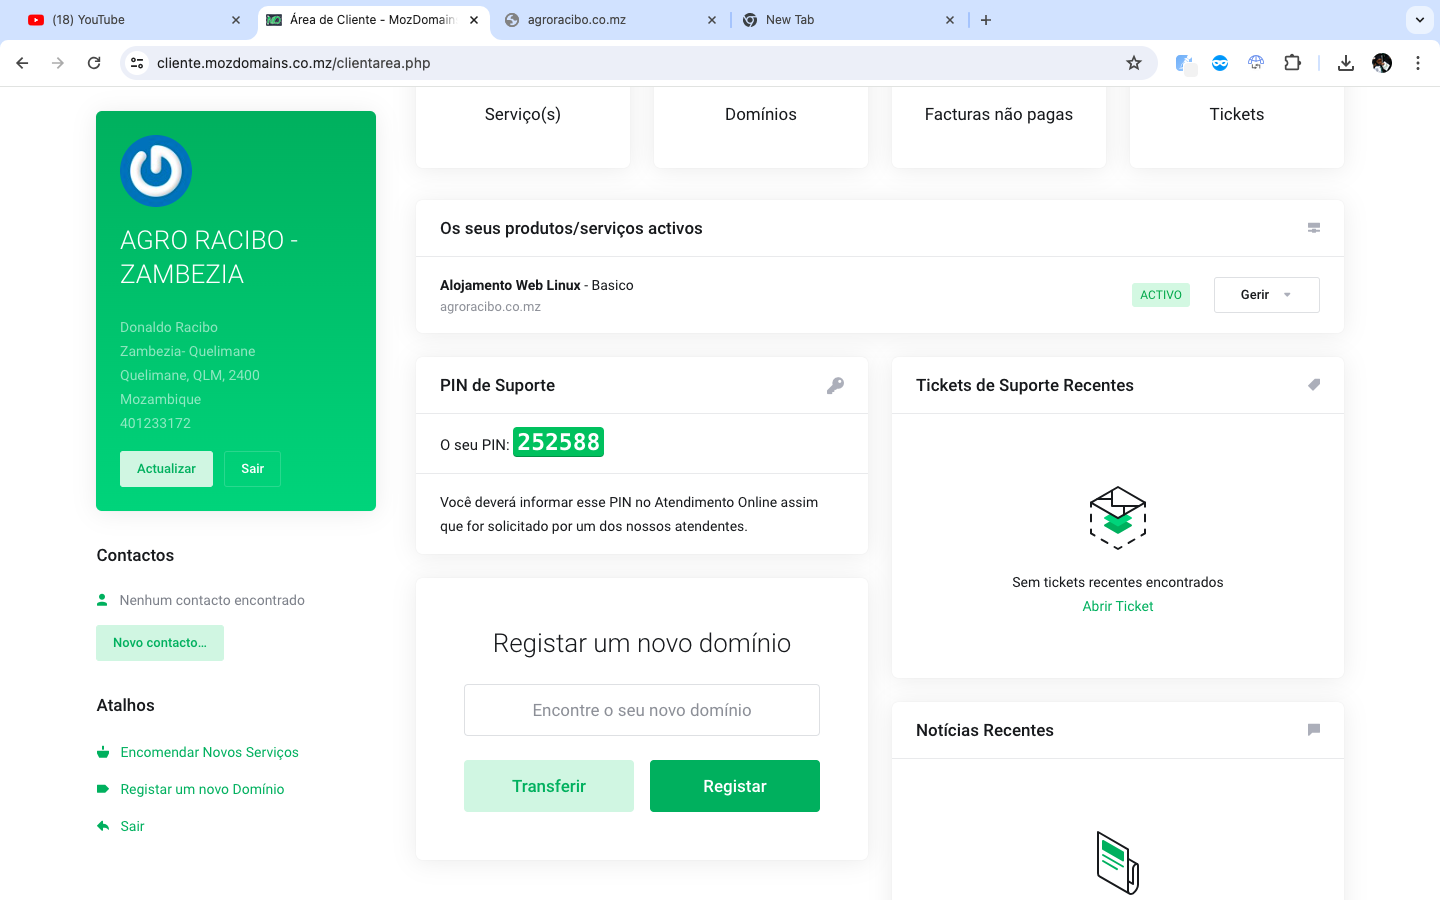 (18) YouTube
Área de Cliente - MozDomain
agroracibo.co.mz
New Tab
cliente.mozdomains.co.mz/clientarea.php
AGRO RACIBO -
ZAMBEZIA
Donaldo Racibo
Zambezia- Quelimane
Quelimane, QLM, 2400
Mozambique
401233172
Actualizar
Sair
Contactos
Nenhum contacto encontrado
Novo contacto...
Atalhos
Encomendar Novos Serviços
Registar um novo Domínio
Sair
Serviço(s)
Domínios
Facturas não pagas
Tickets
Os seus produtos/serviços activos
Alojamento Web Linux - Basico
agroracibo.co.mz
ACTIVO
Gerir
PIN de Suporte
O seu PIN: 252588
Você deverá informar esse PIN no Atendimento Online assim
que for solicitado por um dos nossos atendentes.
Registar um novo domínio
Encontre o seu novo domínio
Transferir
Registar
Tickets de Suporte Recentes
Sem tickets recentes encontrados
Abrir Ticket
Notícias Recentes